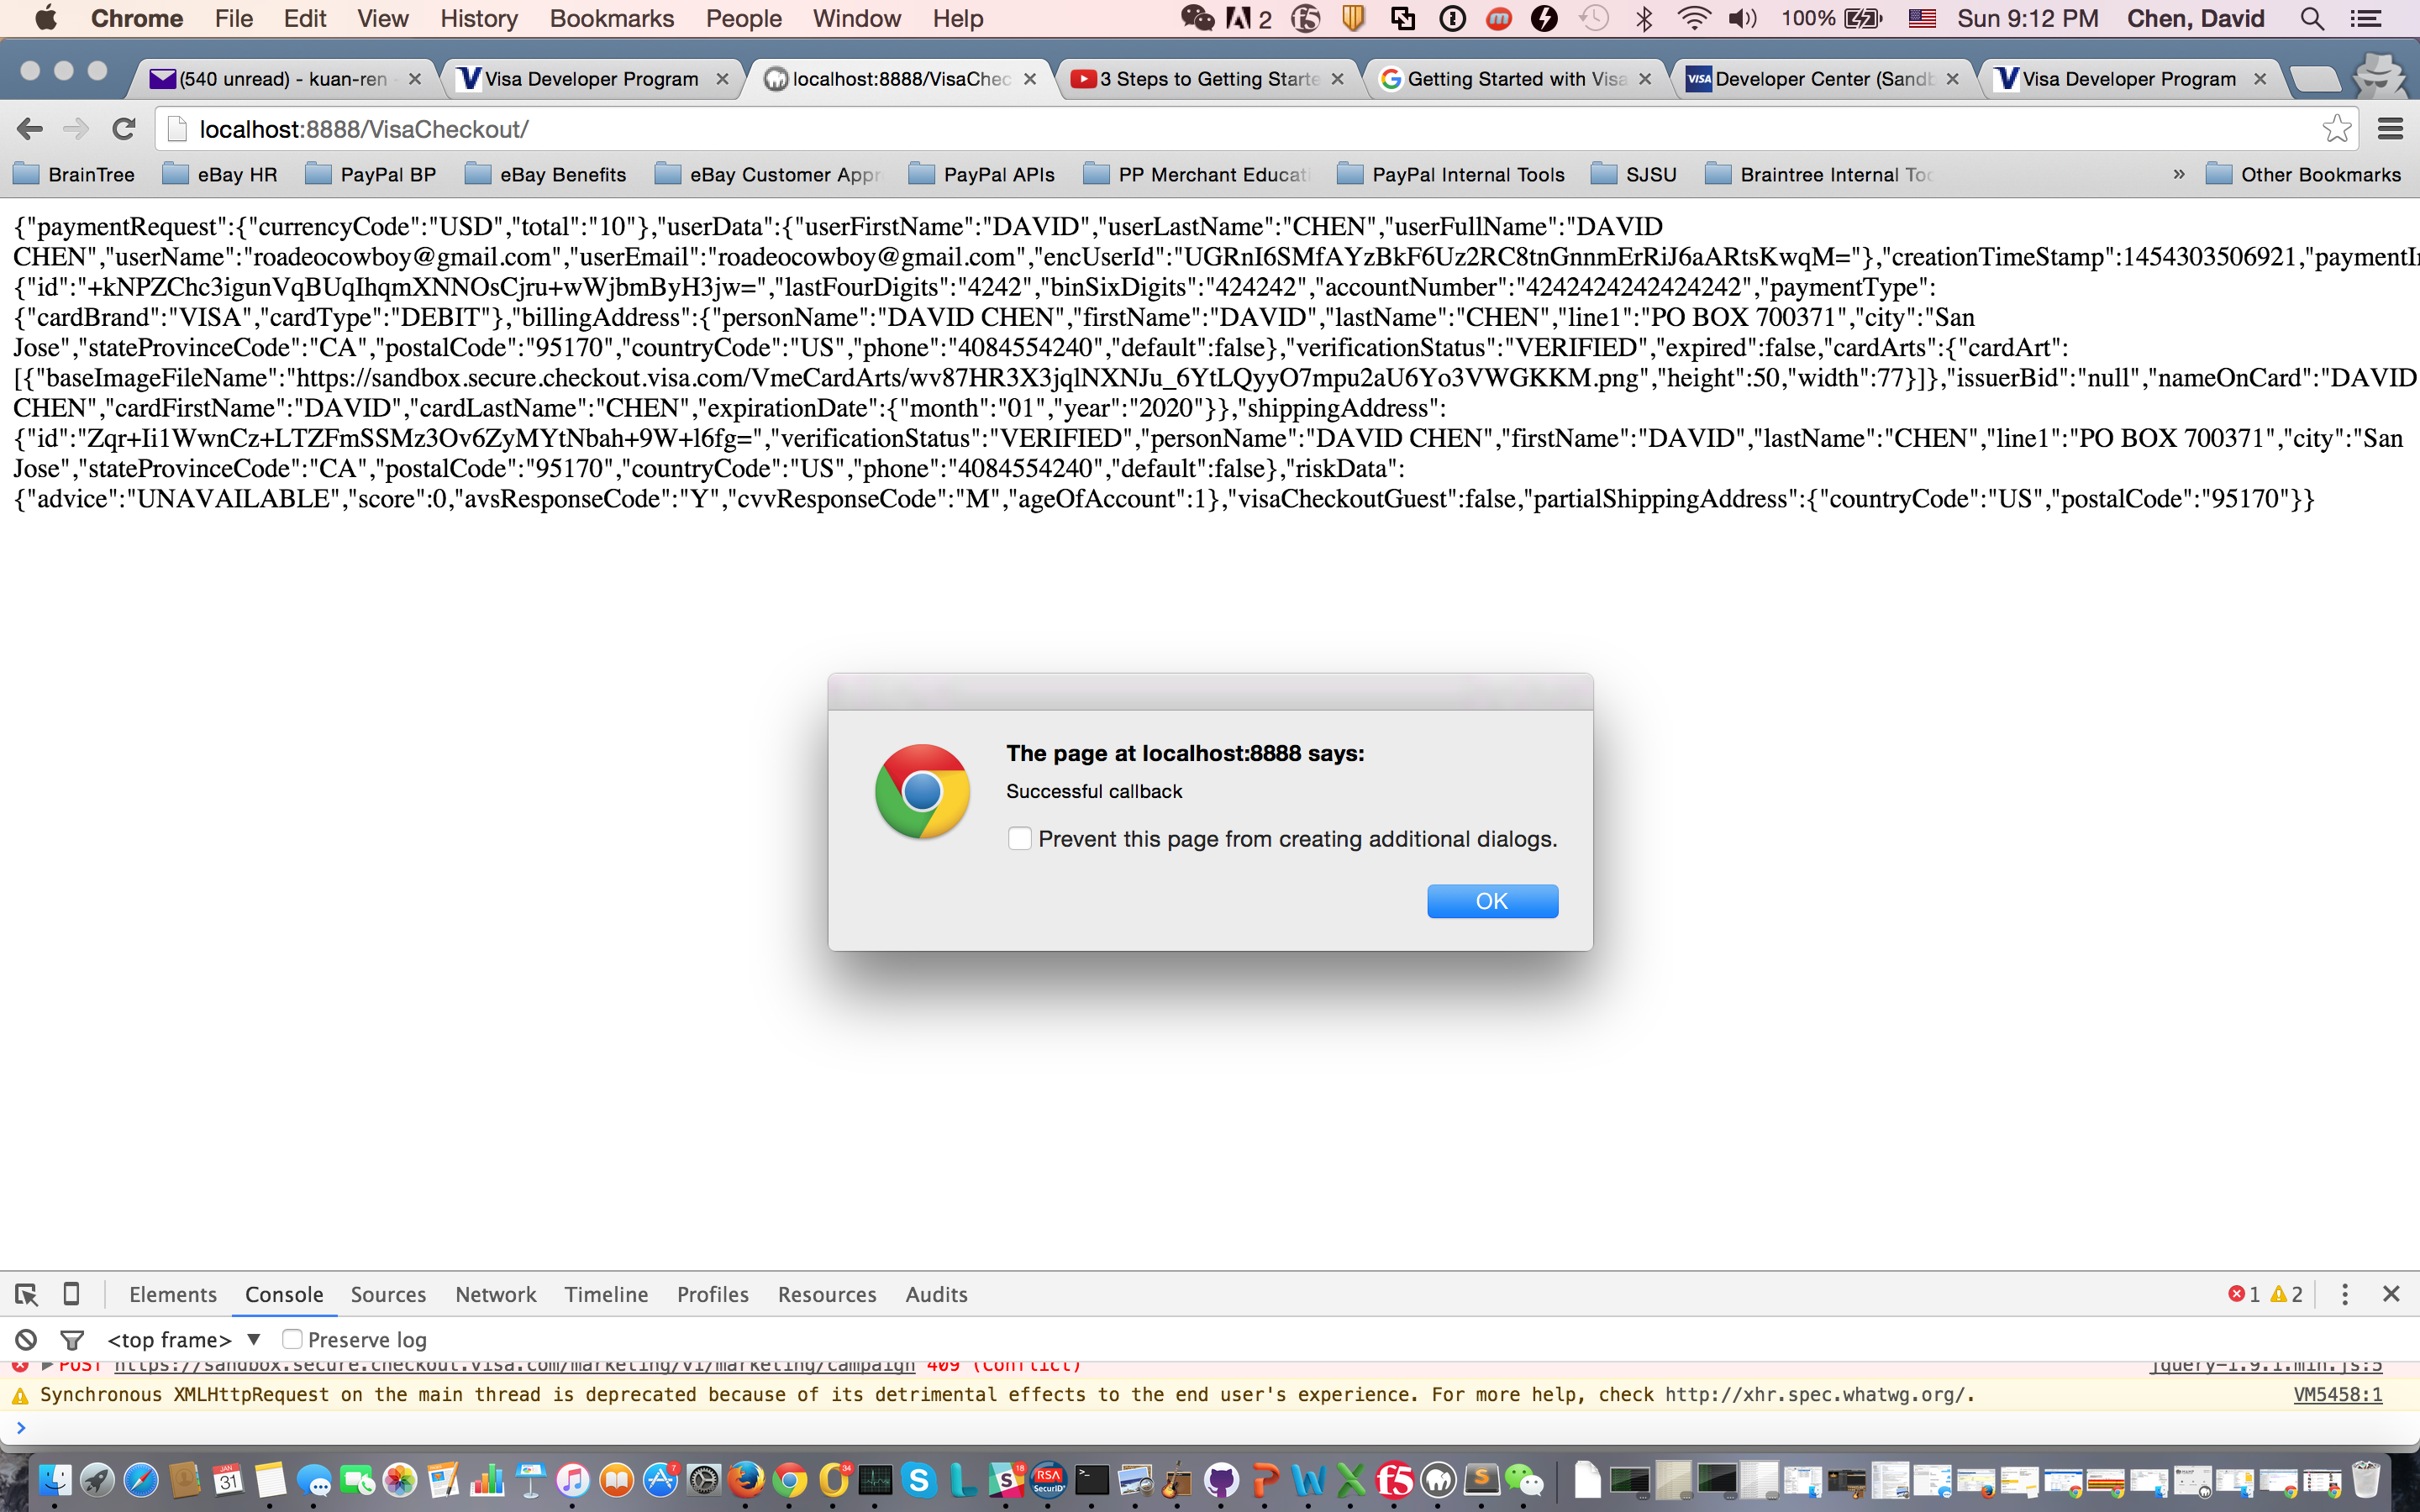 Chrome File Edit View History Bookmarks People Window Help 2 100% Sun 9:12 PM Chen, David
(540 unread) - kuan-ren Visa Developer Program localhost:8888/VisaChec 3 Steps to Getting Starte Getting Started with Visa VISA Developer Center (Sandb Visa Developer Program
localhost:8888/VisaCheckout/
BrainTree eBay HR PayPal BP eBay Benefits eBay Customer Appr PayPal APIs PP Merchant Educati PayPal Internal Tools SJSU Braintree Internal Too » Other Bookmarks
{"paymentRequest":{"currencyCode":"USD","total":"10"},"userData":{"userFirstName":"DAVID","userLastName":"CHEN","userFullName":"DAVID
CHEN","userName":"roadeocowboy@gmail.com","userEmail":"roadeocowboy@gmail.com","encUserId":"UGRnI6SMfAYzBkF6Uz2RC8tnGnnmErRiJ6aARtsKwqM="},"creationTimeStamp":1454303506921,"paymentIn
{"id":"+kNPZChc3igunVqBUqIhqmXNNOsCjru+wWjbmByH3jw=","lastFourDigits":"4242","binSixDigits":"424242","accountNumber":"4242424242424242","paymentType":
{"cardBrand":"VISA","cardType":"DEBIT"},"billingAddress":{"personName":"DAVID CHEN","firstName":"DAVID","lastName":"CHEN","line1":"PO BOX 700371","city":"San
Jose","stateProvinceCode":"CA","postalCode":"95170","countryCode":"US","phone":"4084554240","default":false},"verificationStatus":"VERIFIED","expired":false,"cardArts":{"cardArt":
[{"baseImageFileName":"https://sandbox.secure.checkout.visa.com/VmeCardArts/wv87HR3X3jqlNXNJu_6YtLQyyO7mpu2aU6Yo3VWGKKM.png","height":50,"width":77}]},"issuerBid":"null","nameOnCard":"DAVID
CHEN","cardFirstName":"DAVID","cardLastName":"CHEN","expirationDate":{"month":"01","year":"2020"}},"shippingAddress":
{"id":"Zqr+Ii1WwnCz+LTZFmSSMz3Ov6ZyMYtNbah+9W+l6fg=","verificationStatus":"VERIFIED","personName":"DAVID CHEN","firstName":"DAVID","lastName":"CHEN","line1":"PO BOX 700371","city":"San
Jose","stateProvinceCode":"CA","postalCode":"95170","countryCode":"US","phone":"4084554240","default":false},"riskData":
{"advice":"UNAVAILABLE","score":0,"avsResponseCode":"Y","cvvResponseCode":"M","ageOfAccount":1},"visaCheckoutGuest":false,"partialShippingAddress":{"countryCode":"US","postalCode":"95170"}}
The page at localhost:8888 says:
Successful callback
Prevent this page from creating additional dialogs.
OK
Elements Console Sources Network Timeline Profiles Resources Audits 1 2
<top frame> Preserve log
POST https://sandbox.secure.checkout.visa.com/marketing/v1/marketing/campaign 409 (Conflict) jquery-1.9.1.min.js:5
Synchronous XMLHttpRequest on the main thread is deprecated because of its detrimental effects to the end user's experience. For more help, check http://xhr.spec.whatwg.org/. VM5458:1
JAN 31 7 34 18 RSA SecurID f5